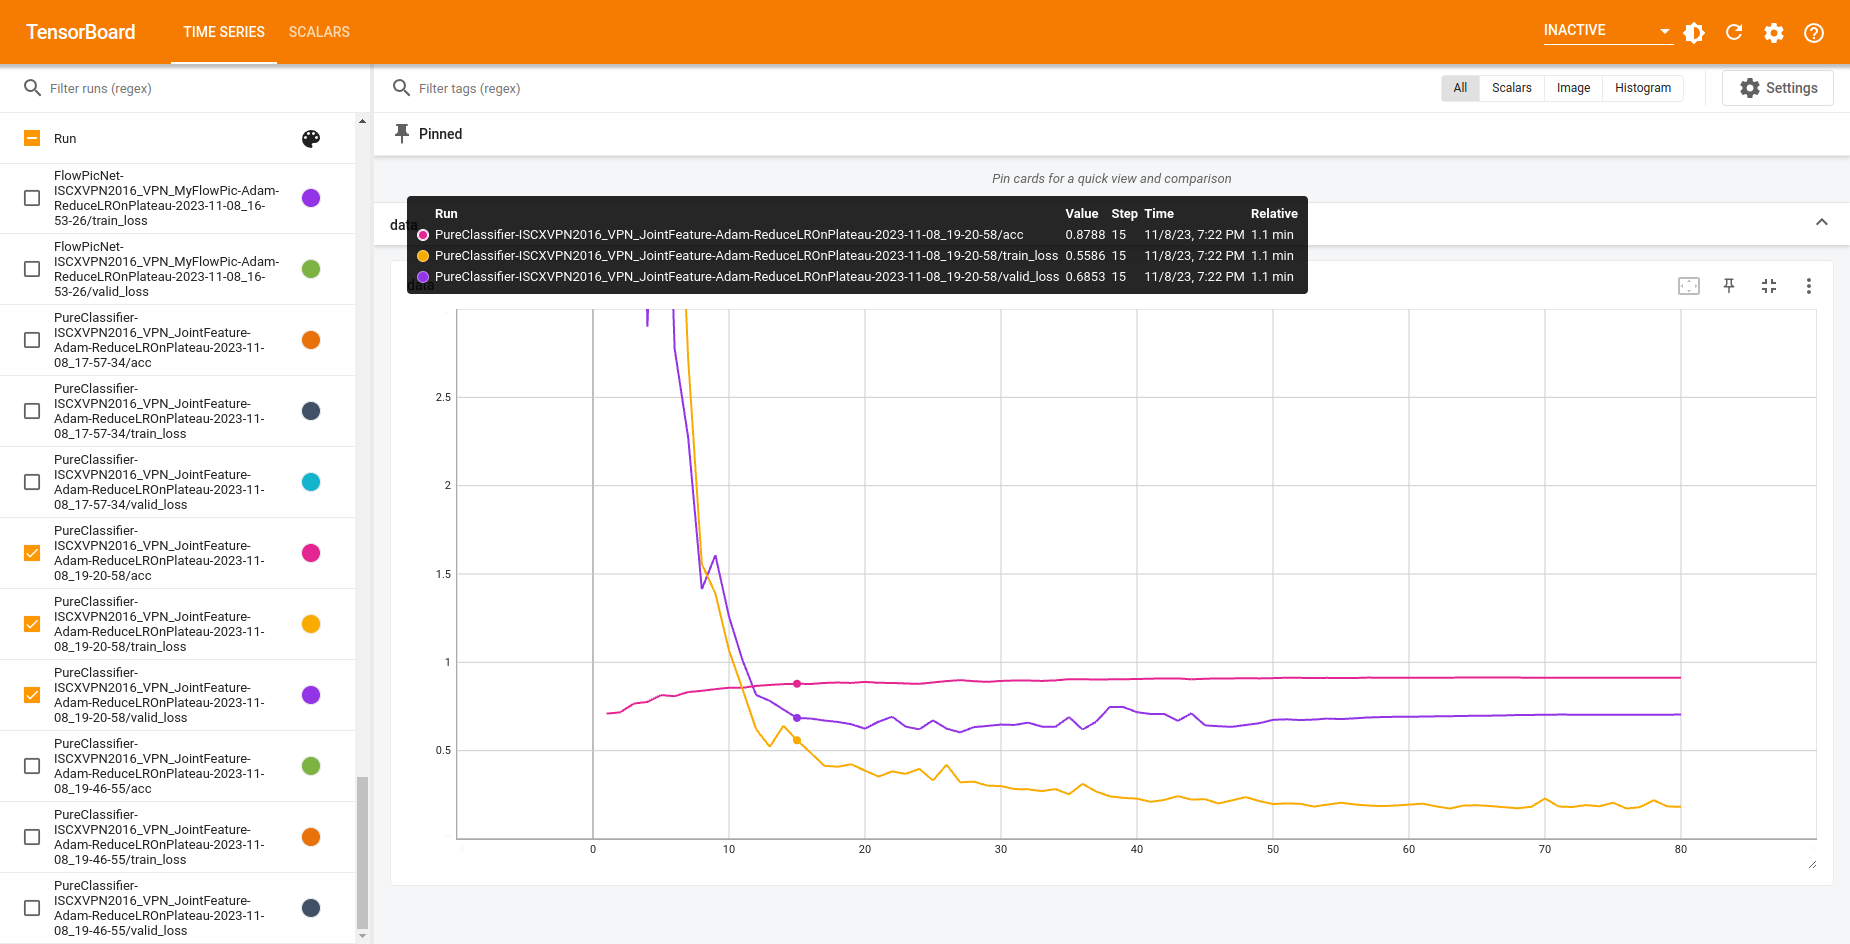 TensorBoard
TIME SERIES
SCALARS
INACTIVE
Filter runs (regex)
Filter tags (regex)
All
Scalars
Image
Histogram
Settings
Run
FlowPicNet-
ISCXVPN2016_VPN_MyFlowPic-Adam-
ReduceLROnPlateau-2023-11-08_16-
53-26/train_loss
FlowPicNet-
ISCXVPN2016_VPN_MyFlowPic-Adam-
ReduceLROnPlateau-2023-11-08_16-
53-26/valid_loss
PureClassifier-
ISCXVPN2016_VPN_JointFeature-
Adam-ReduceLROnPlateau-2023-11-
08_17-57-34/acc
PureClassifier-
ISCXVPN2016_VPN_JointFeature-
Adam-ReduceLROnPlateau-2023-11-
08_17-57-34/train_loss
PureClassifier-
ISCXVPN2016_VPN_JointFeature-
Adam-ReduceLROnPlateau-2023-11-
08_17-57-34/valid_loss
PureClassifier-
ISCXVPN2016_VPN_JointFeature-
Adam-ReduceLROnPlateau-2023-11-
08_19-20-58/acc
PureClassifier-
ISCXVPN2016_VPN_JointFeature-
Adam-ReduceLROnPlateau-2023-11-
08_19-20-58/train_loss
PureClassifier-
ISCXVPN2016_VPN_JointFeature-
Adam-ReduceLROnPlateau-2023-11-
08_19-20-58/valid_loss
PureClassifier-
ISCXVPN2016_VPN_JointFeature-
Adam-ReduceLROnPlateau-2023-11-
08_19-46-55/acc
PureClassifier-
ISCXVPN2016_VPN_JointFeature-
Adam-ReduceLROnPlateau-2023-11-
08_19-46-55/train_loss
PureClassifier-
ISCXVPN2016_VPN_JointFeature-
Adam-ReduceLROnPlateau-2023-11-
08_19-46-55/valid_loss
Pinned
Pin cards for a quick view and comparison
data
Run Value Step Time Relative
PureClassifier-ISCXVPN2016_VPN_JointFeature-Adam-ReduceLROnPlateau-2023-11-08_19-20-58/acc 0.8788 15 11/8/23, 7:22 PM 1.1 min
PureClassifier-ISCXVPN2016_VPN_JointFeature-Adam-ReduceLROnPlateau-2023-11-08_19-20-58/train_loss 0.5586 15 11/8/23, 7:22 PM 1.1 min
PureClassifier-ISCXVPN2016_VPN_JointFeature-Adam-ReduceLROnPlateau-2023-11-08_19-20-58/valid_loss 0.6853 15 11/8/23, 7:22 PM 1.1 min
data
2.5
2
1.5
1
0.5
0 10 20 30 40 50 60 70 80